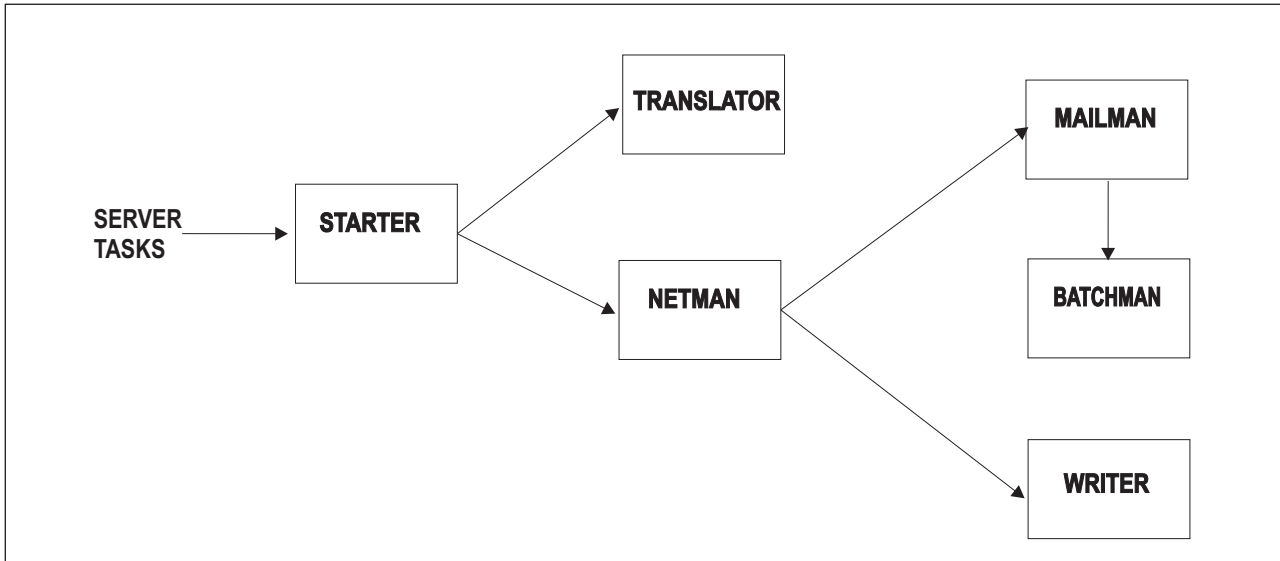 TRANSLATOR
MAILMAN
SERVER
TASKS
STARTER
NETMAN
BATCHMAN
WRITER